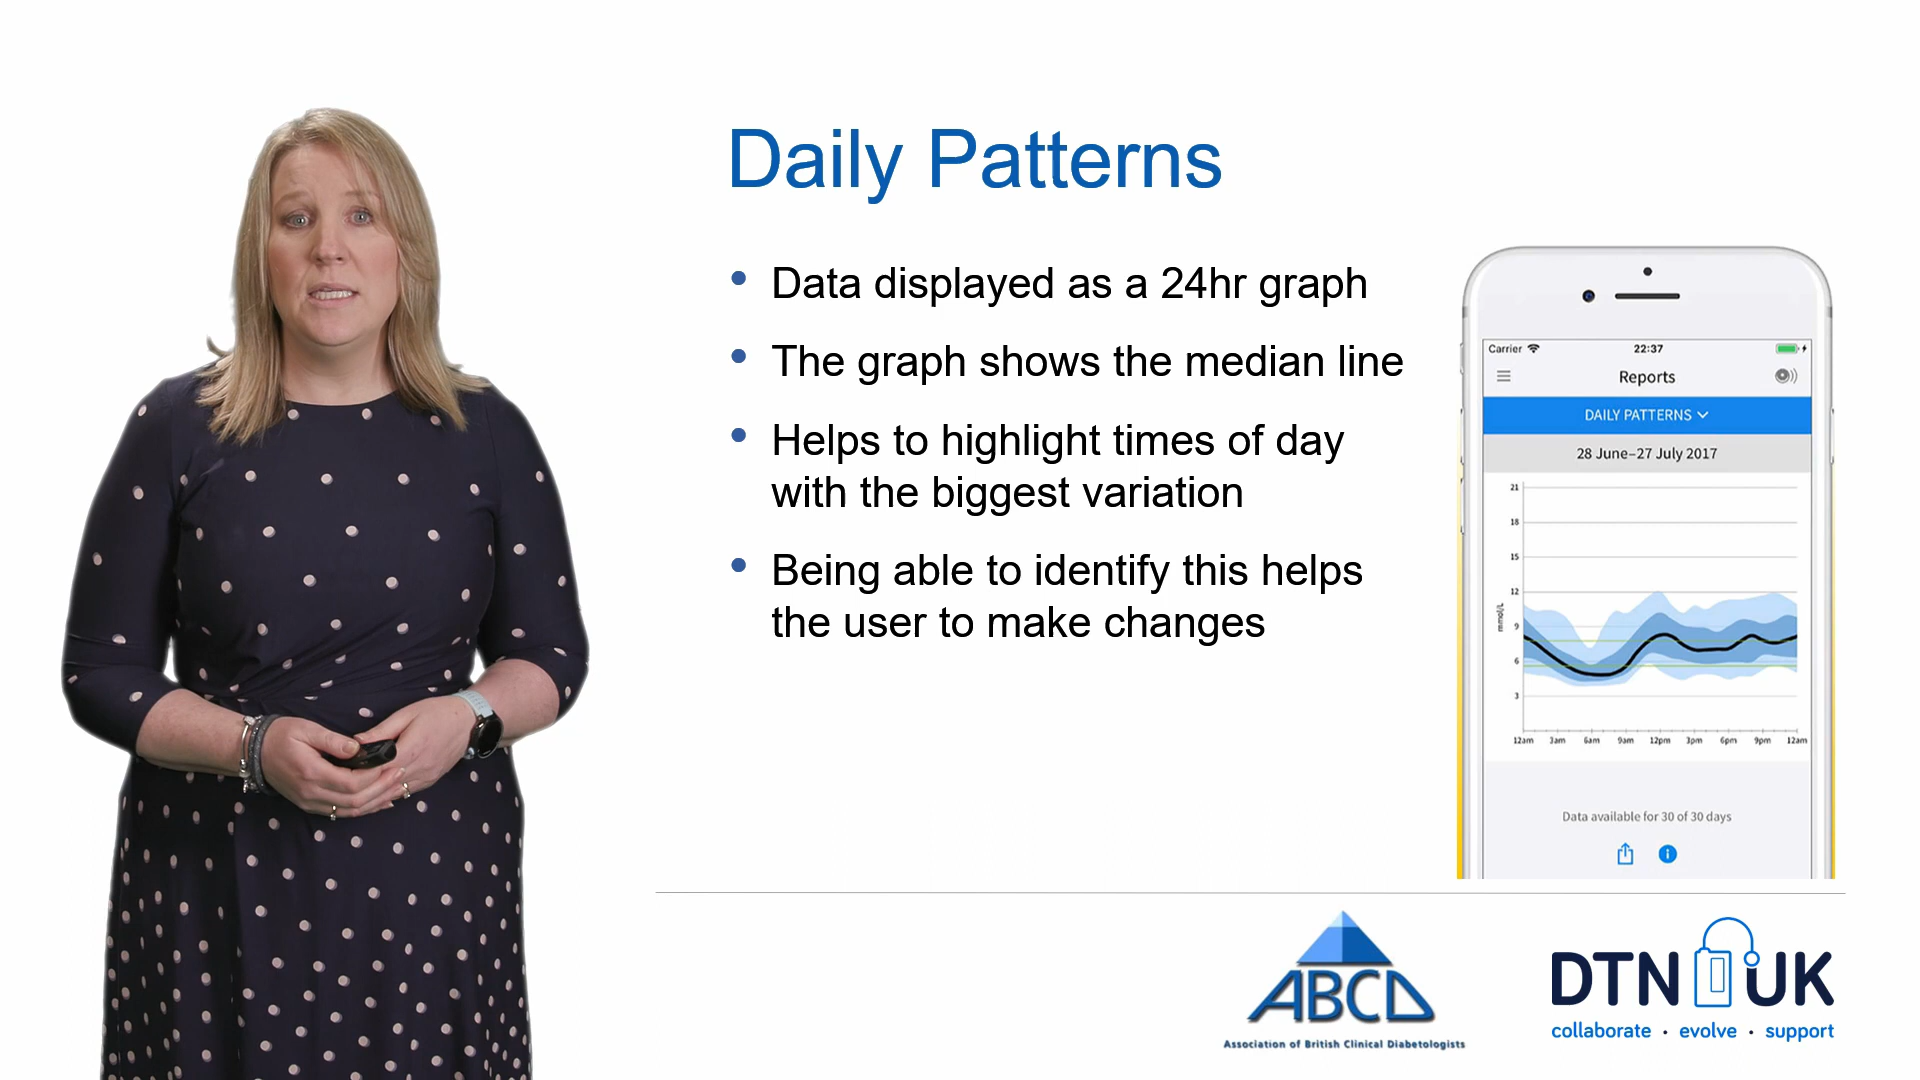 Daily Patterns
Data displayed as a 24hr graph
The graph shows the median line
Helps to highlight times of day
with the biggest variation
Being able to identify this helps
the user to make changes
Carrier 22:37
Reports
DAILY PATTERNS
28 June–27 July 2017
21
18
15
12
9
6
3
mmol/L
12am 3am 6am 9am 12pm 3pm 6pm 9pm 12am
Data available for 30 of 30 days
ABCD
Association of British Clinical Diabetologists
DTN UK
collaborate · evolve · support